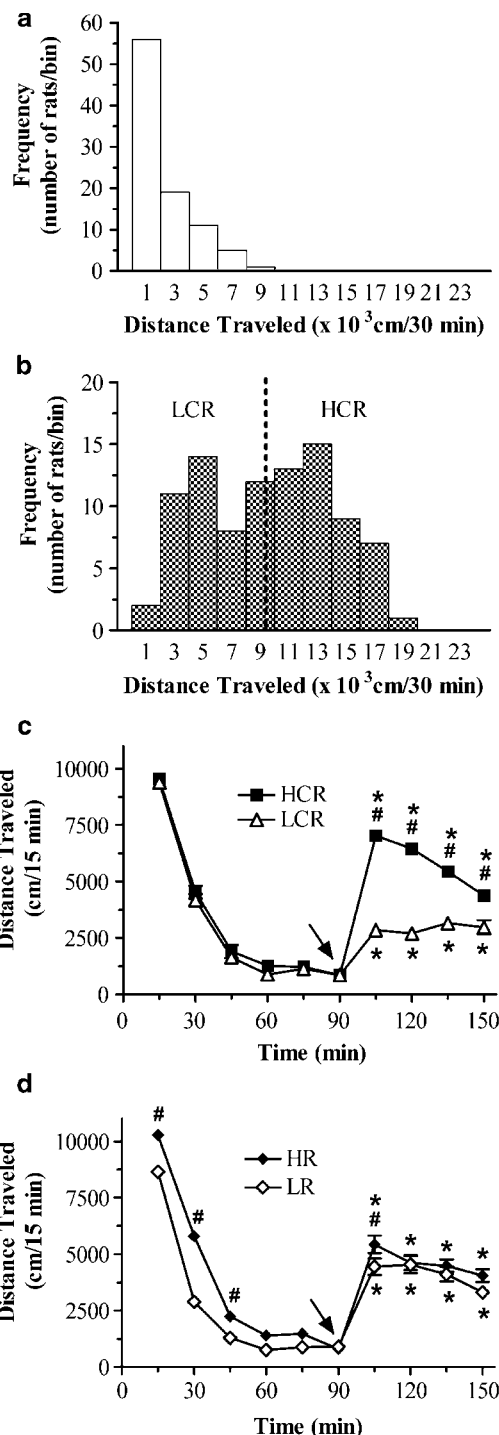 a
Frequency
(number of rats/bin)
60
50
40
30
20
10
0
1 3 5 7 9 11 13 15 17 19 21 23
Distance Traveled (x 10 3 cm/30 min)
b
Frequency
(number of rats/bin)
20
15
10
5
0
LCR HCR
1 3 5 7 9 11 13 15 17 19 21 23
Distance Traveled (x 10 3 cm/30 min)
c
Distance Traveled
(cm/15 min)
10000
7500
5000
2500
0
HCR
LCR
* * * *
# # # #
* * * *
0 30 60 90 120 150
Time (min)
d
Distance Traveled
(cm/15 min)
10000
7500
5000
2500
0
# # #
HR
LR
* * * *
#
* * * *
0 30 60 90 120 150
Time (min)